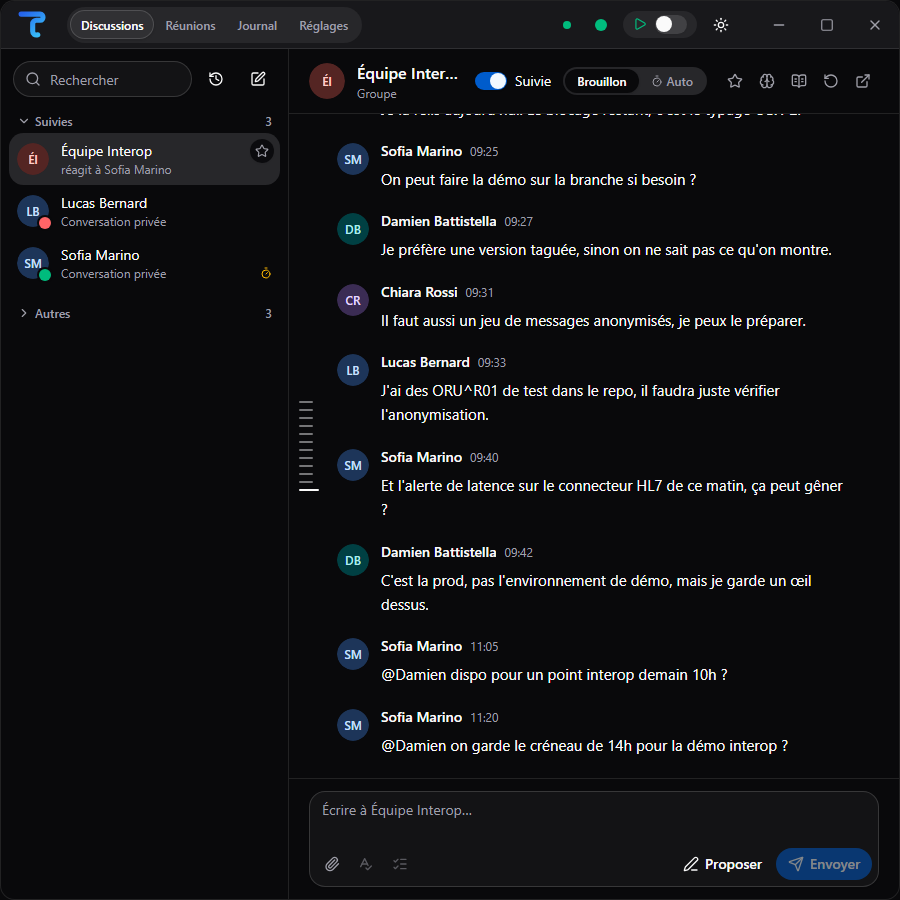 Discussions
Réunions
Journal
Réglages
Rechercher
Suivies
3
ÉI
Équipe Interop
réagit à Sofia Marino
LB
Lucas Bernard
Conversation privée
SM
Sofia Marino
Conversation privée
Autres
3
ÉI
Équipe Inter...
Groupe
Suivie
Brouillon
Auto
SM
Sofia Marino 09:25
On peut faire la démo sur la branche si besoin ?
DB
Damien Battistella 09:27
Je préfère une version taguée, sinon on ne sait pas ce qu'on montre.
CR
Chiara Rossi 09:31
Il faut aussi un jeu de messages anonymisés, je peux le préparer.
LB
Lucas Bernard 09:33
J'ai des ORU^R01 de test dans le repo, il faudra juste vérifier
l'anonymisation.
SM
Sofia Marino 09:40
Et l'alerte de latence sur le connecteur HL7 de ce matin, ça peut gêner
?
DB
Damien Battistella 09:42
C'est la prod, pas l'environnement de démo, mais je garde un œil
dessus.
SM
Sofia Marino 11:05
@Damien dispo pour un point interop demain 10h ?
SM
Sofia Marino 11:20
@Damien on garde le créneau de 14h pour la démo interop ?
Écrire à Équipe Interop...
Proposer
Envoyer